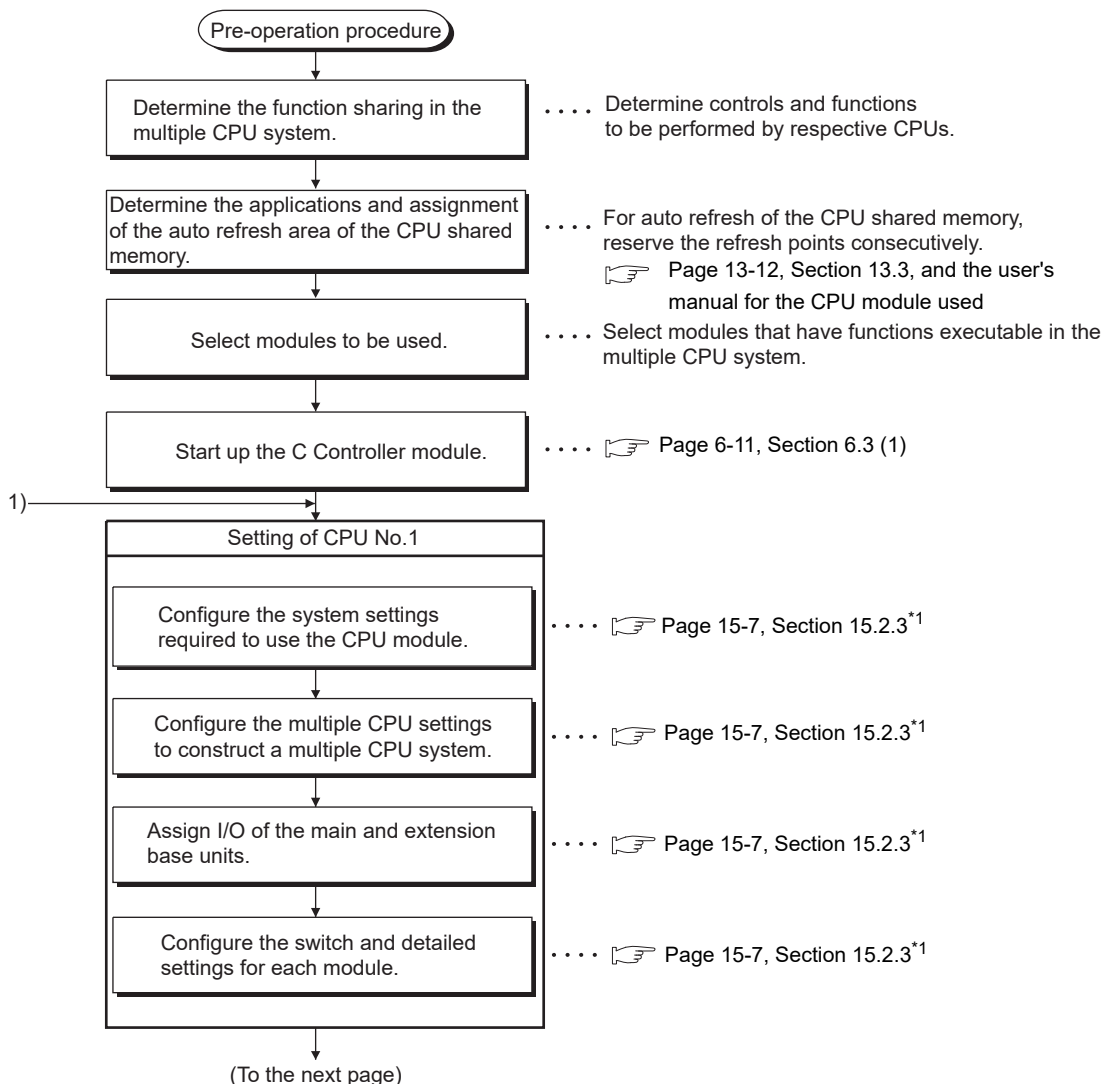 Pre-operation procedure
Determine the function sharing in the
multiple CPU system.
Determine controls and functions
to be performed by respective CPUs.
Determine the applications and assignment
of the auto refresh area of the CPU shared
memory.
For auto refresh of the CPU shared memory,
reserve the refresh points consecutively.
Page 13-12, Section 13.3, and the user's
manual for the CPU module used
Select modules to be used.
Select modules that have functions executable in the
multiple CPU system.
Start up the C Controller module.
Page 6-11, Section 6.3 (1)
1)
Setting of CPU No.1
Configure the system settings
required to use the CPU module.
Page 15-7, Section 15.2.3*1
Configure the multiple CPU settings
to construct a multiple CPU system.
Page 15-7, Section 15.2.3*1
Assign I/O of the main and extension
base units.
Page 15-7, Section 15.2.3*1
Configure the switch and detailed
settings for each module.
Page 15-7, Section 15.2.3*1
(To the next page)